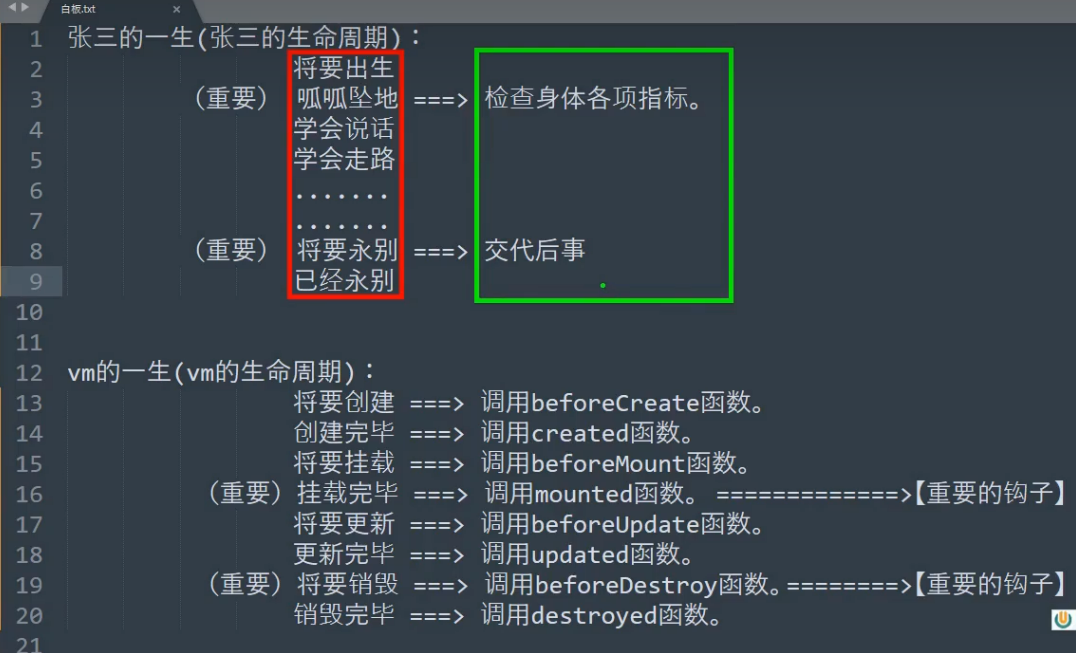 白板.txt ×
1 张三的一生(张三的生命周期)：
2 将要出生
3 （重要） 呱呱坠地 ===> 检查身体各项指标。
4 学会说话
5 学会走路
6 .......
7 .......
8 （重要） 将要永别 ===> 交代后事
9 已经永别
10
11
12 vm的一生(vm的生命周期)：
13 将要创建 ===> 调用beforeCreate函数。
14 创建完毕 ===> 调用created函数。
15 将要挂载 ===> 调用beforeMount函数。
16 （重要）挂载完毕 ===> 调用mounted函数。 =============>【重要的钩子】
17 将要更新 ===> 调用beforeUpdate函数。
18 更新完毕 ===> 调用updated函数。
19 （重要）将要销毁 ===> 调用beforeDestroy函数。========>【重要的钩子】
20 销毁完毕 ===> 调用destroyed函数。
21